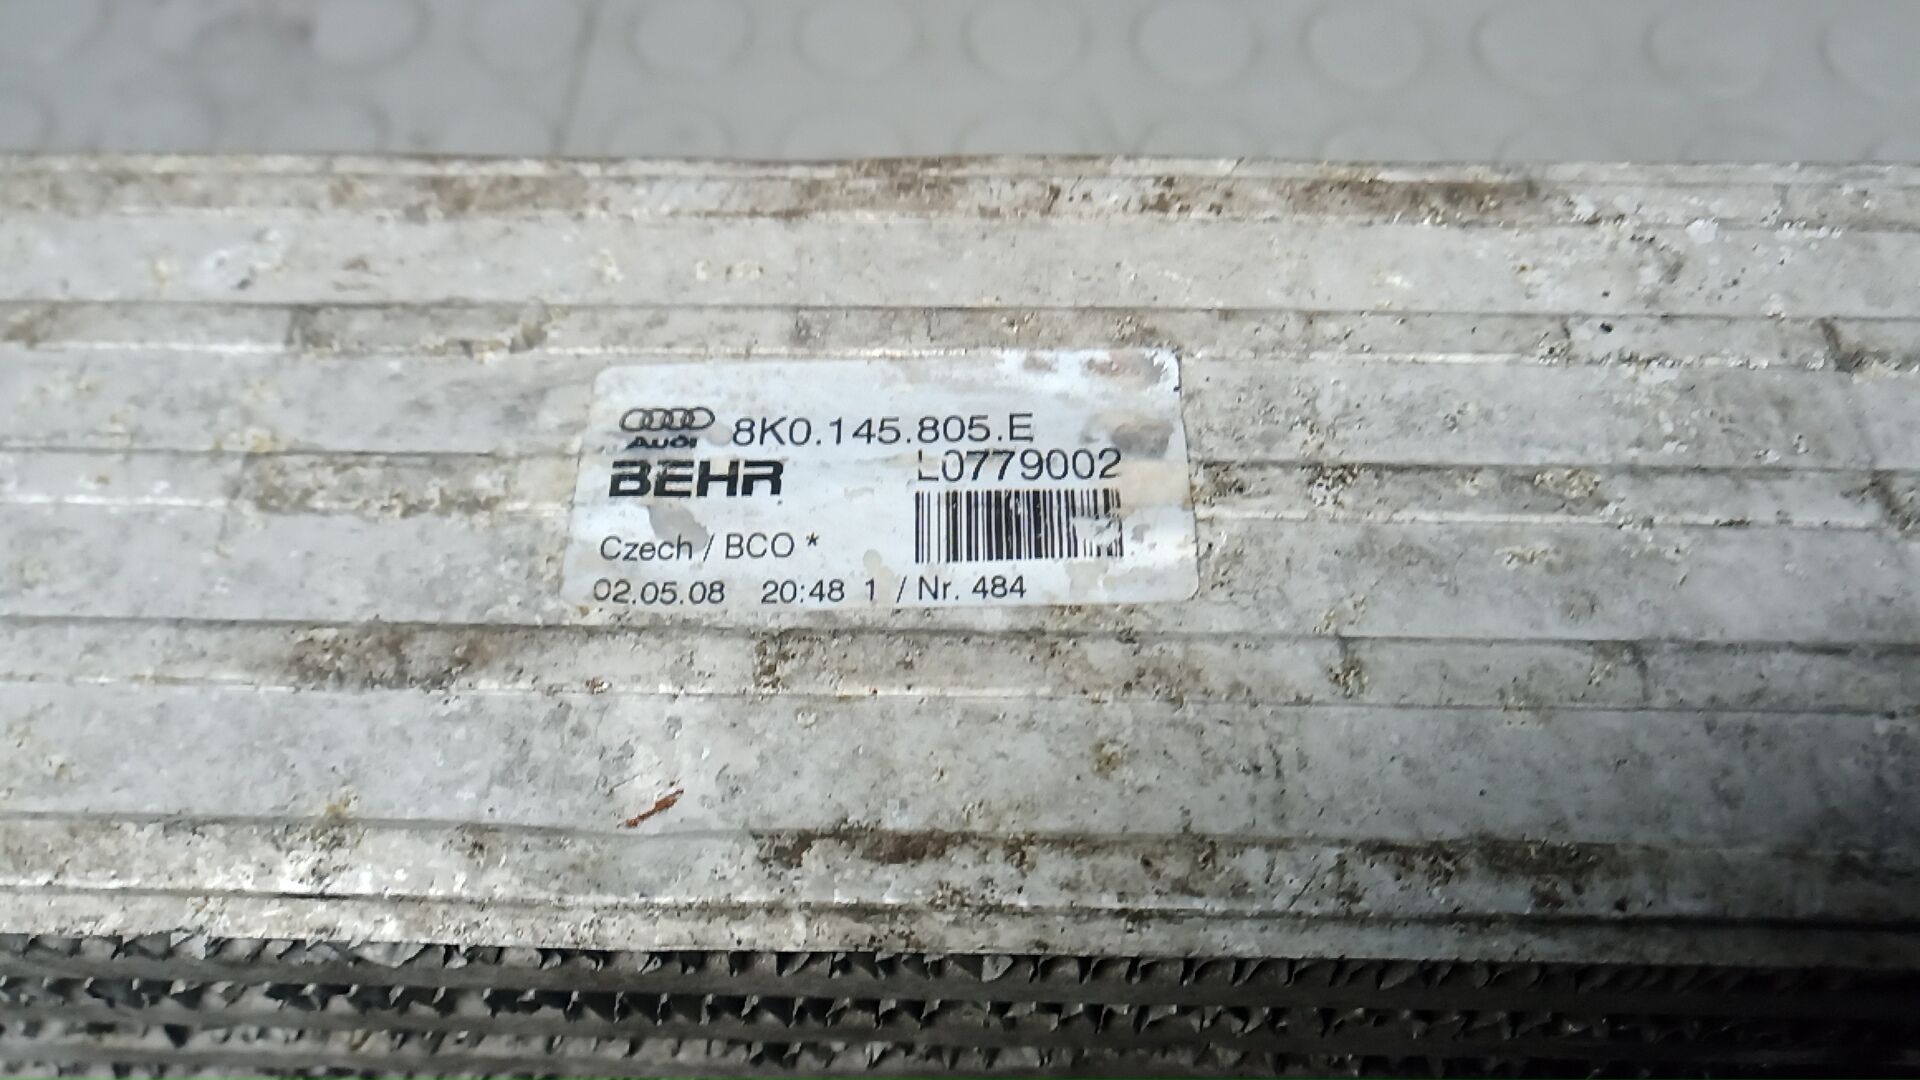 Audi 8K0.145.805.E
BEHR L0779002
Czech / BCO *
02.05.08 20:48 1 / Nr. 484